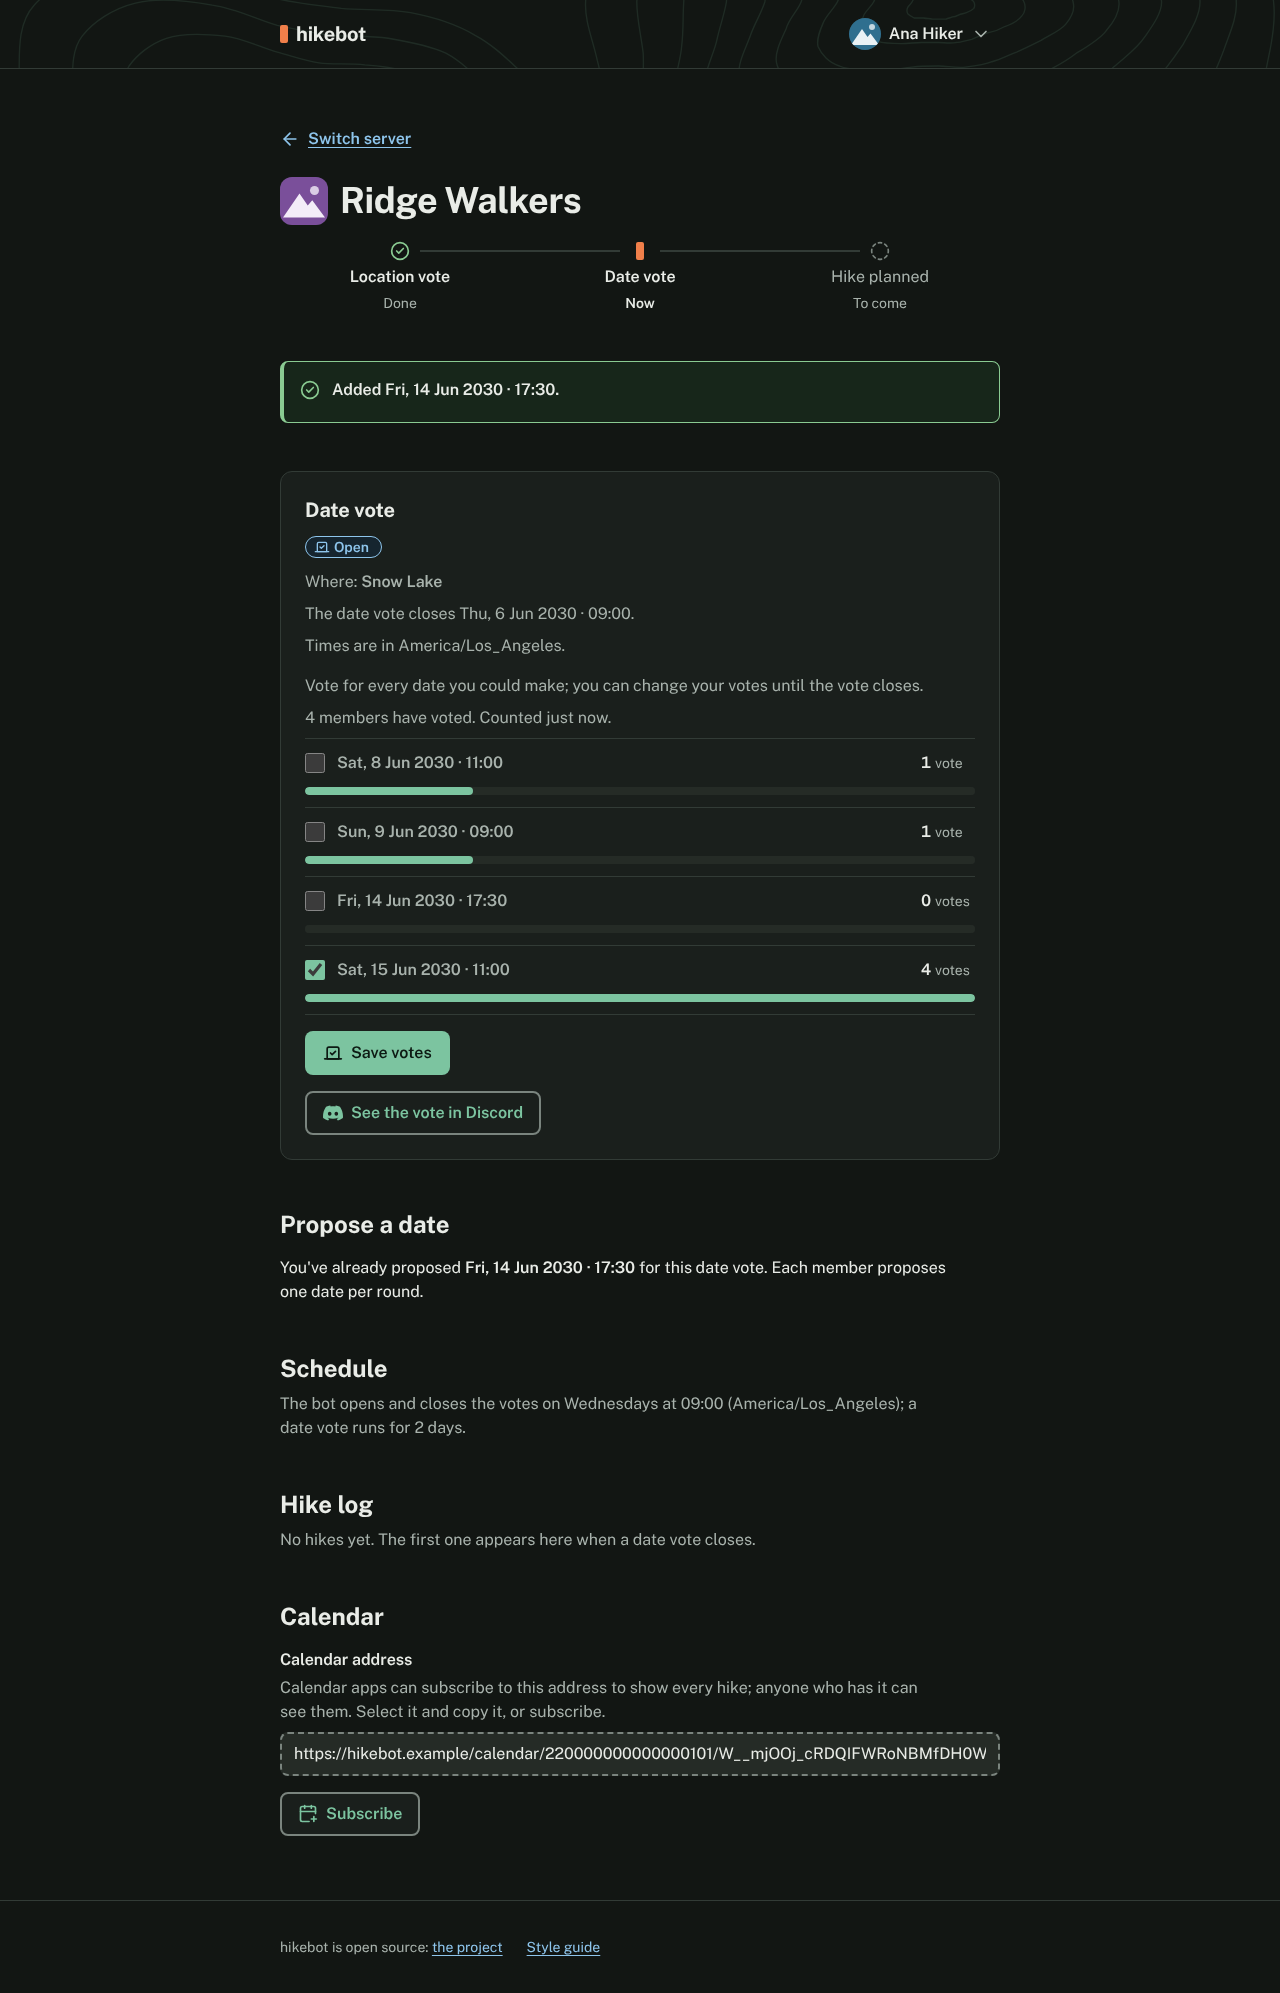 hikebot
Ana Hiker
Switch server
Ridge Walkers
Location vote
Done
Date vote
Now
Hike planned
To come
Added Fri, 14 Jun 2030 · 17:30.
Date vote
Open
Where: Snow Lake
The date vote closes Thu, 6 Jun 2030 · 09:00.
Times are in America/Los_Angeles.
Vote for every date you could make; you can change your votes until the vote closes.
4 members have voted. Counted just now.
Sat, 8 Jun 2030 · 11:00 1 vote
Sun, 9 Jun 2030 · 09:00 1 vote
Fri, 14 Jun 2030 · 17:30 0 votes
Sat, 15 Jun 2030 · 11:00 4 votes
Save votes
See the vote in Discord
Propose a date
You've already proposed Fri, 14 Jun 2030 · 17:30 for this date vote. Each member proposes
one date per round.
Schedule
The bot opens and closes the votes on Wednesdays at 09:00 (America/Los_Angeles); a
date vote runs for 2 days.
Hike log
No hikes yet. The first one appears here when a date vote closes.
Calendar
Calendar address
Calendar apps can subscribe to this address to show every hike; anyone who has it can
see them. Select it and copy it, or subscribe.
https://hikebot.example/calendar/220000000000000101/W__mjOOj_cRDQIFWRoNBMfDH0W
Subscribe
hikebot is open source: the project
Style guide